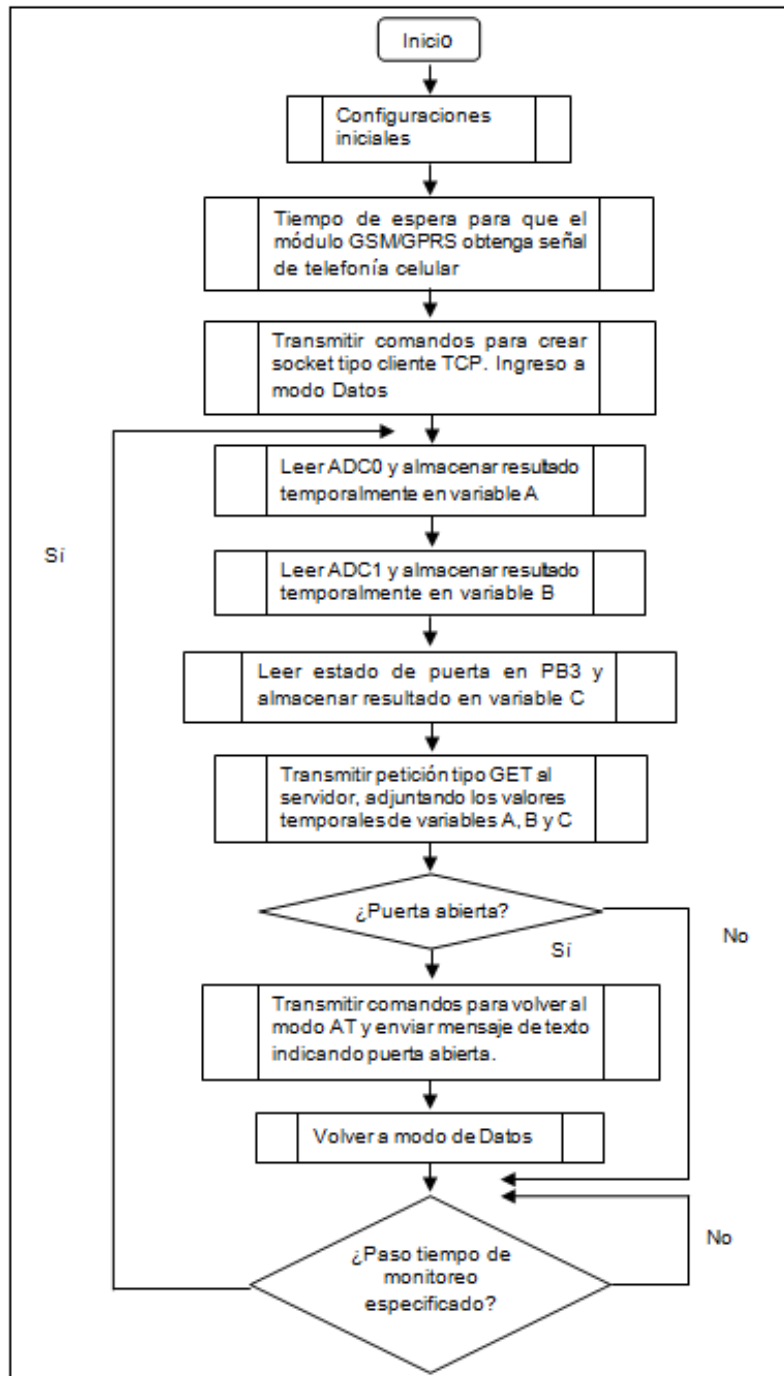 Inici0
Configuraciones
iniciales
Tiempo de espera para que el
módulo GSM/GPRS obtenga señal
de telefonía celular
Transmitir comandos para crear
socket tipo cliente TCP. Ingreso a
modo Datos
Leer ADC0 y almacenar resultado
temporalmente en variable A
Sí
Leer ADC1 y almacenar resultado
temporalmente en variable B
Leer estado de puerta en PB3 y
almacenar resultado en variable C
Transmitir petición tipo GET al
servidor, adjuntando los valores
temporales de variables A, B y C
¿Puerta abierta?
No
Sí
Transmitir comandos para volver al
modo AT y enviar mensaje de texto
indicando puerta abierta.
Volver a modo de Datos
No
¿Paso tiempo de
monitoreo
especificado?